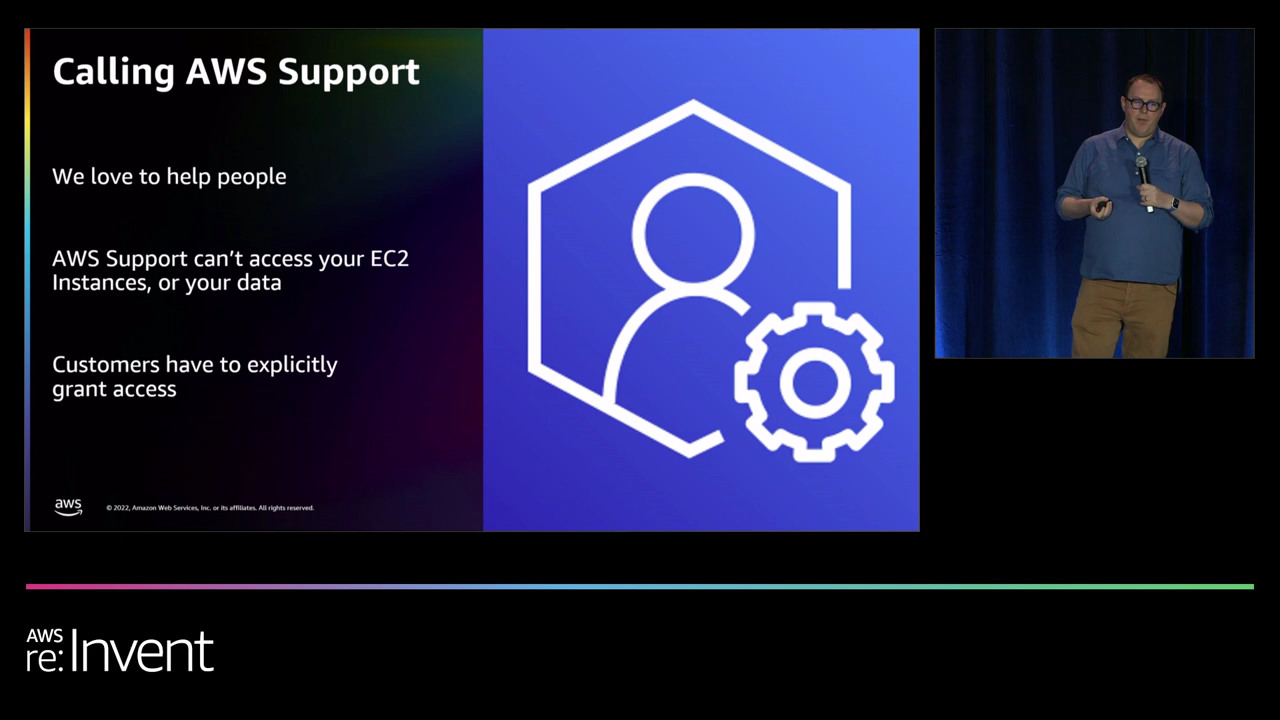 Calling AWS Support
We love to help people
AWS Support can't access your EC2
Instances, or your data
Customers have to explicitly
grant access
aws
© 2022, Amazon Web Services, Inc. or its affiliates. All rights reserved.
AWS
re:Invent